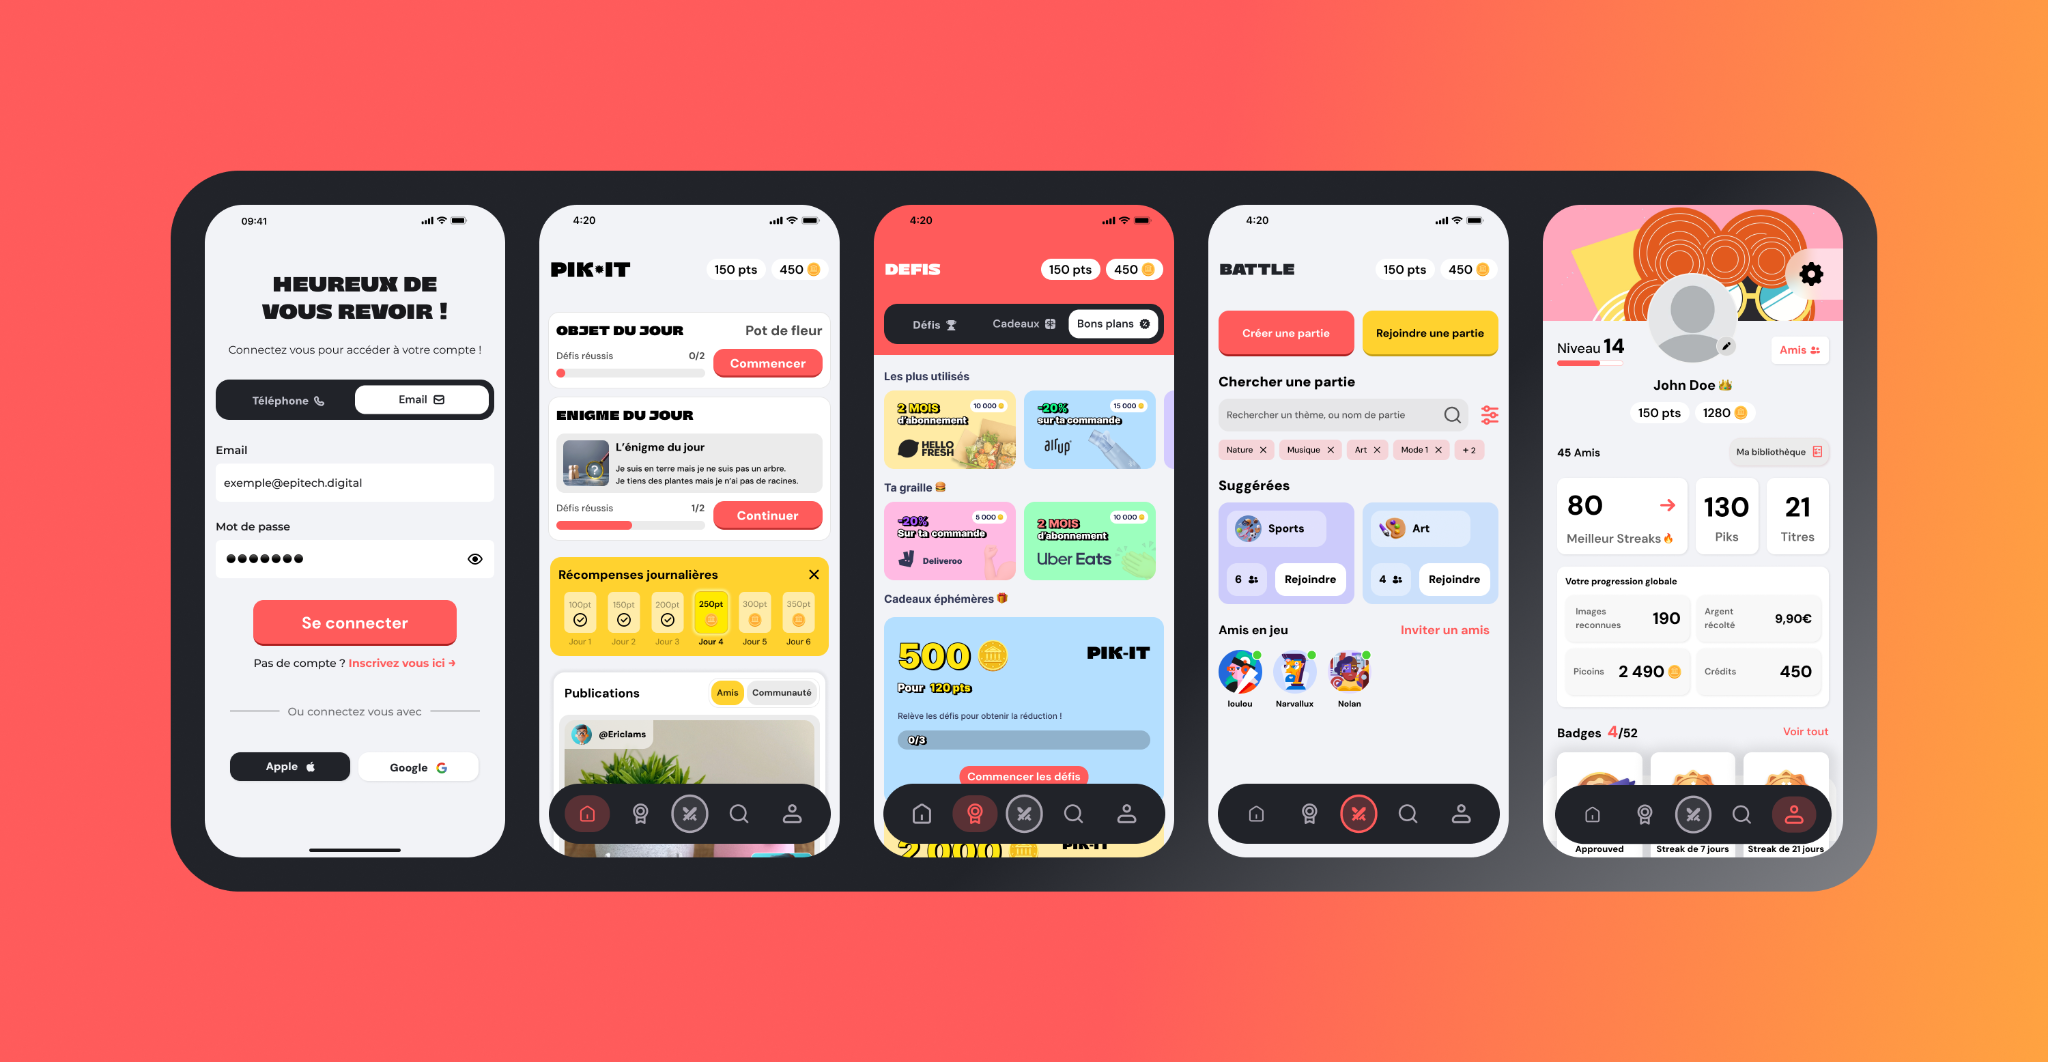 09:41
HEUREUX DE
VOUS REVOIR !
Connectez vous pour accéder à votre compte !
Téléphone
Email
Email
exemple@epitech.digital
Mot de passe
Se connecter
Pas de compte ? Inscrivez vous ici →
Ou connectez vous avec
Apple
Google
4:20
PIK*IT
150 pts
450
OBJET DU JOUR
Pot de fleur
Défis réussis
0/2
Commencer
ENIGME DU JOUR
L'énigme du jour
Je suis en terre mais je ne suis pas un arbre.
Je tiens des plantes mais je n'ai pas de racines.
Défis réussis
1/2
Continuer
Récompenses journalières
100pt
150pt
200pt
250pt
300pt
350pt
Jour 1
Jour 2
Jour 3
Jour 4
Jour 5
Jour 6
Publications
Amis
Communauté
@Ericlams
4:20
DEFIS
150 pts
450
Défis
Cadeaux
Bons plans
Les plus utilisés
2 MOIS
d'abonnement
10 000
HELLO
FRESH
-20%
sur ta commande
15 000
airup
Ta graille
-20%
Sur ta commande
5 000
Deliveroo
2 MOIS
d'abonnement
10 000
Uber Eats
Cadeaux éphémères
500
PIK-IT
Pour 120 pts
Relève les défis pour obtenir la réduction !
0/3
Commencer les défis
2 000
PIK-IT
4:20
BATTLE
150 pts
450
Créer une partie
Rejoindre une partie
Chercher une partie
Rechercher un thème, ou nom de partie
Nature
Musique
Art
Mode 1
+ 2
Suggérées
Sports
6
Rejoindre
Art
4
Rejoindre
Amis en jeu
Inviter un amis
loulou
Narvallux
Nolan
Niveau 14
Amis
John Doe
150 pts
1280
45 Amis
Ma bibliothéque
80
Meilleur Streaks
130
Piks
21
Titres
Votre progression globale
Images
reconnues
190
Argent
récolté
9,90€
Picoins
2 490
Crédits
450
Badges 4/52
Voir tout
Approuved
Streak de 7 jours
Streak de 21 jours